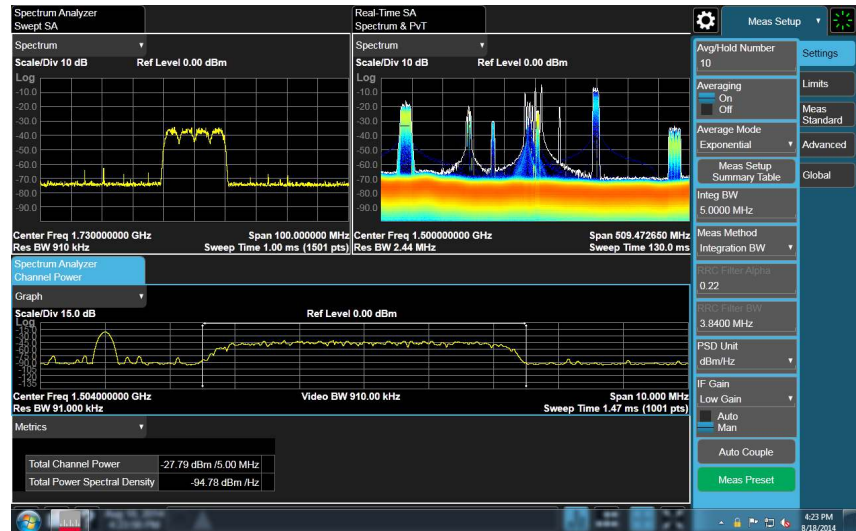 Spectrum Analyzer
Swept SA
Spectrum
Scale/Div 10 dB Ref Level 0.00 dBm
Log
-10.0
-20.0
-30.0
-40.0
-50.0
-60.0
-70.0
-80.0
-90.0
Center Freq 1.730000000 GHz Span 100.000000 MHz
Res BW 910 kHz Sweep Time 1.00 ms (1501 pts)
Real-Time SA
Spectrum & PvT
Spectrum
Scale/Div 10 dB Ref Level 0.00 dBm
Log
-10.0
-20.0
-30.0
-40.0
-50.0
-60.0
-70.0
-80.0
-90.0
Center Freq 1.500000000 GHz Span 509.472650 MHz
Res BW 2.44 MHz Sweep Time 130.0 ms
Spectrum Analyzer
Channel Power
Graph
Scale/Div 15.0 dB Ref Level 0.00 dBm
Log
-135
Center Freq 1.504000000 GHz Video BW 910.00 kHz Span 10.000 MHz
Res BW 91.000 kHz Sweep Time 1.47 ms (1001 pts)
Metrics
Total Channel Power -27.79 dBm /5.00 MHz
Total Power Spectral Density -94.78 dBm /Hz
Meas Setup
Avg/Hold Number
10
Averaging
On
Off
Average Mode
Exponential
Meas Setup
Summary Table
Integ BW
5.0000 MHz
Meas Method
Integration BW
RRC Filter Alpha
0.22
RRC Filter BW
3.8400 MHz
PSD Unit
dBm/Hz
IF Gain
Low Gain
Auto
Man
Auto Couple
Meas Preset
Settings
Limits
Meas
Standard
Advanced
Global
4:23 PM
8/18/2014